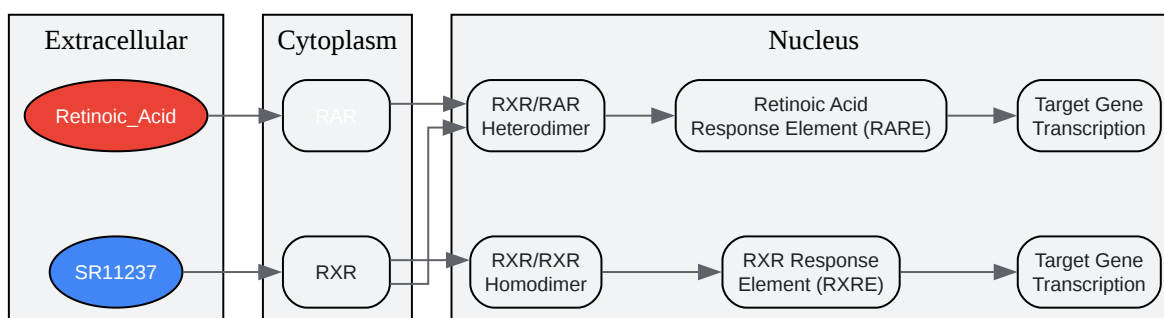 Extracellular
Cytoplasm
Nucleus
Retinoic_Acid
RAR
RXR/RAR
Heterodimer
Retinoic Acid
Response Element (RARE)
Target Gene
Transcription
SR11237
RXR
RXR/RXR
Homodimer
RXR Response
Element (RXRE)
Target Gene
Transcription